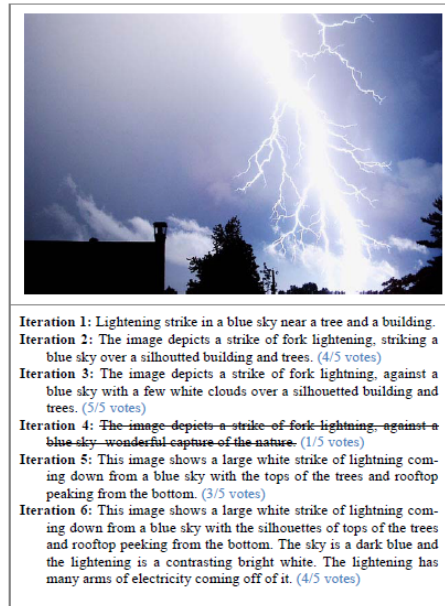 Iteration 1: Lightening strike in a blue sky near a tree and a building.
Iteration 2: The image depicts a strike of fork lightening, striking a
blue sky over a silhoutted building and trees. (4/5 votes)
Iteration 3: The image depicts a strike of fork lightning, against a
blue sky with a few white clouds over a silhouetted building and
trees. (5/5 votes)
Iteration 4: The image depicts a strike of fork lightning, against a
blue sky- wonderful capture of the nature. (1/5 votes)
Iteration 5: This image shows a large white strike of lightning com-
ing down from a blue sky with the tops of the trees and rooftop
peaking from the bottom. (3/5 votes)
Iteration 6: This image shows a large white strike of lightning com-
ing down from a blue sky with the silhouettes of tops of the trees
and rooftop peeking from the bottom. The sky is a dark blue and
the lightening is a contrasting bright white. The lightening has
many arms of electricity coming off of it. (4/5 votes)